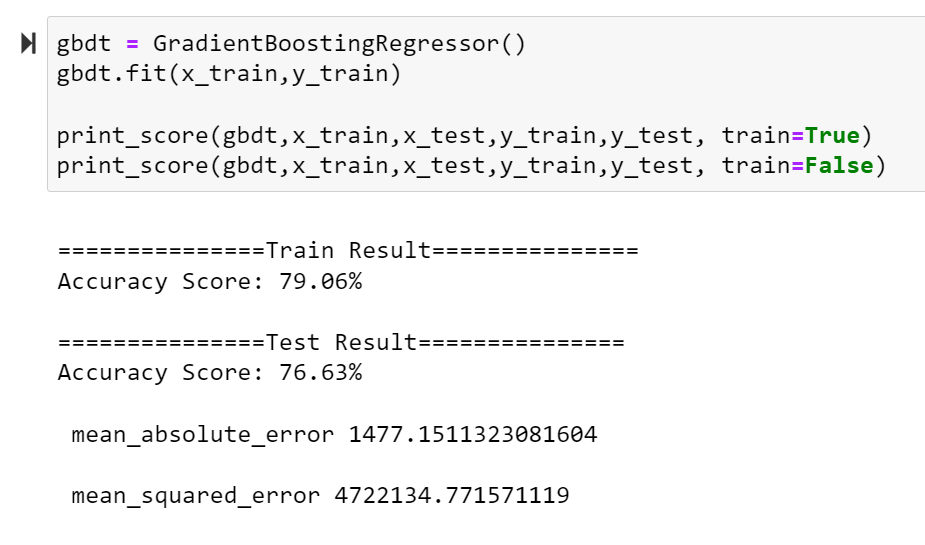 gbdt = GradientBoostingRegressor()
gbdt.fit(x_train,y_train)
print_score(gbdt,x_train,x_test,y_train,y_test, train=True)
print_score(gbdt,x_train,x_test,y_train,y_test, train=False)
===============Train Result===============
Accuracy Score: 79.06%
===============Test Result===============
Accuracy Score: 76.63%
mean_absolute_error 1477.1511323081604
mean_squared_error 4722134.771571119